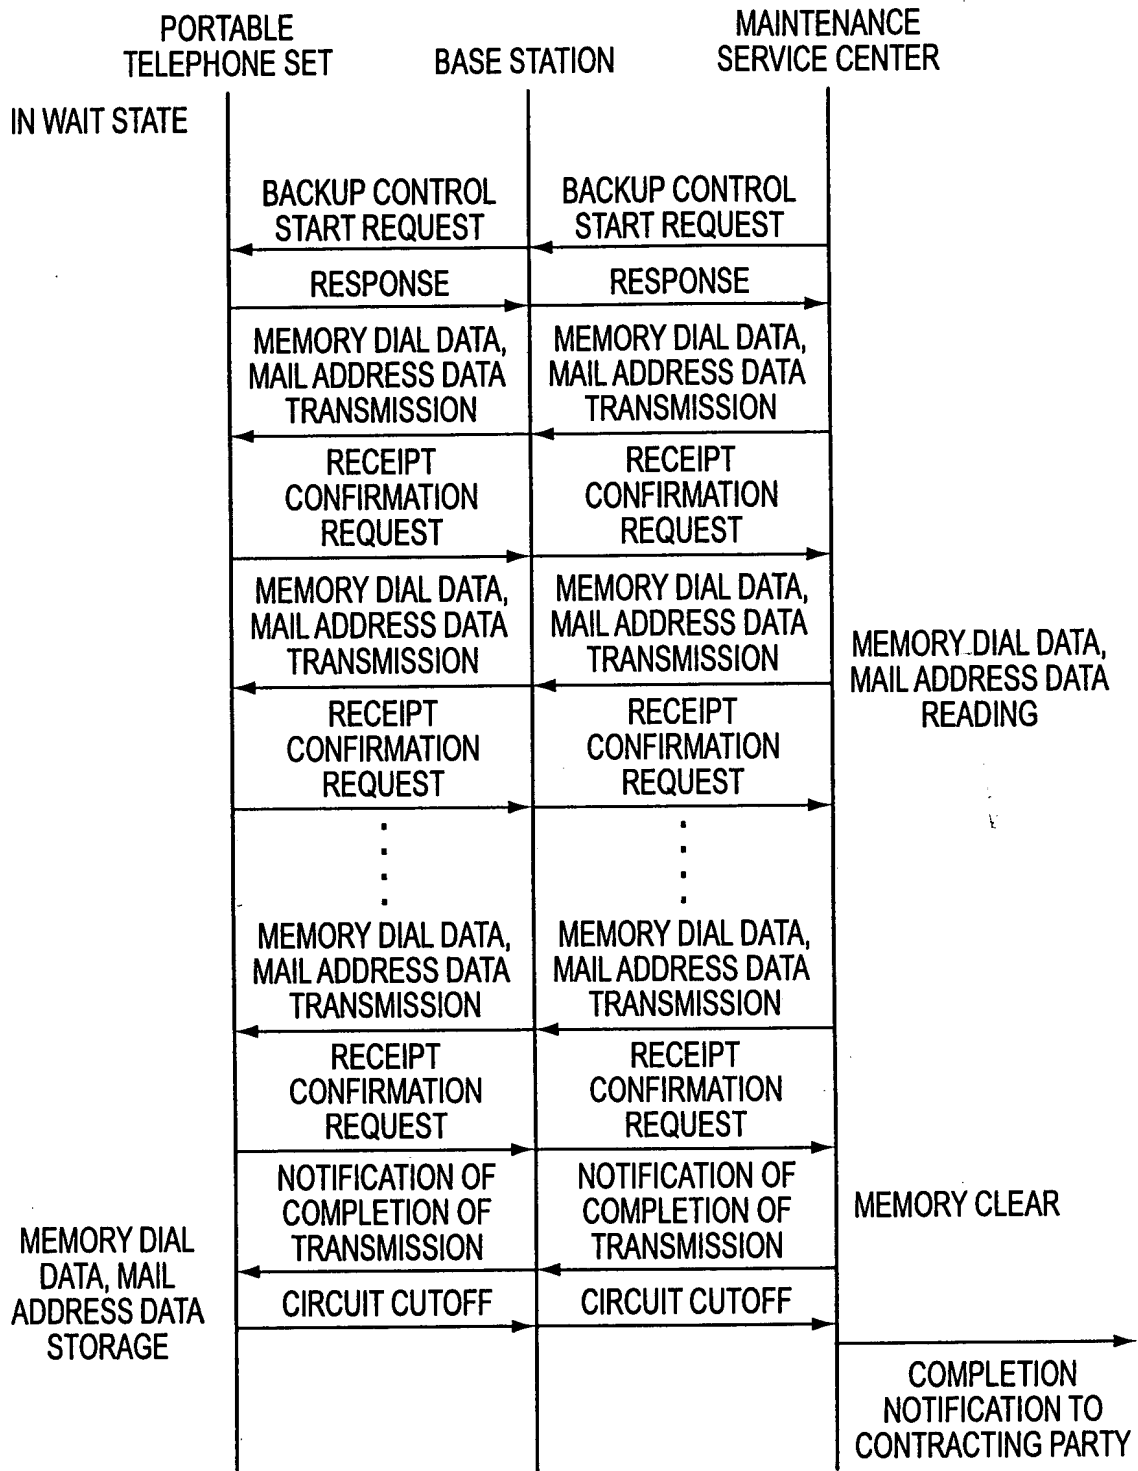 PORTABLE
TELEPHONE SET
BASE STATION
MAINTENANCE
SERVICE CENTER
IN WAIT STATE
BACKUP CONTROL
START REQUEST
BACKUP CONTROL
START REQUEST
RESPONSE
RESPONSE
MEMORY DIAL DATA,
MAIL ADDRESS DATA
TRANSMISSION
MEMORY DIAL DATA,
MAIL ADDRESS DATA
TRANSMISSION
RECEIPT
CONFIRMATION
REQUEST
RECEIPT
CONFIRMATION
REQUEST
MEMORY DIAL DATA,
MAIL ADDRESS DATA
TRANSMISSION
MEMORY DIAL DATA,
MAIL ADDRESS DATA
TRANSMISSION
MEMORY DIAL DATA,
MAIL ADDRESS DATA
READING
RECEIPT
CONFIRMATION
REQUEST
RECEIPT
CONFIRMATION
REQUEST
MEMORY DIAL DATA,
MAIL ADDRESS DATA
TRANSMISSION
MEMORY DIAL DATA,
MAIL ADDRESS DATA
TRANSMISSION
RECEIPT
CONFIRMATION
REQUEST
RECEIPT
CONFIRMATION
REQUEST
NOTIFICATION OF
COMPLETION OF
TRANSMISSION
NOTIFICATION OF
COMPLETION OF
TRANSMISSION
MEMORY CLEAR
MEMORY DIAL
DATA, MAIL
ADDRESS DATA
STORAGE
CIRCUIT CUTOFF
CIRCUIT CUTOFF
COMPLETION
NOTIFICATION TO
CONTRACTING PARTY